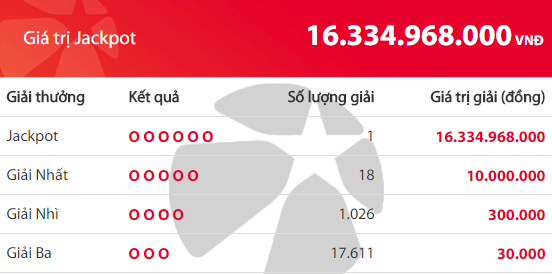 Giá trị Jackpot 16.334.968.000 VNĐ
Giải thưởng Kết quả Số lượng giải Giá trị giải (đồng)
Jackpot O O O O O O 1 16.334.968.000
Giải Nhất O O O O O 18 10.000.000
Giải Nhì O O O O 1.026 300.000
Giải Ba O O O 17.611 30.000